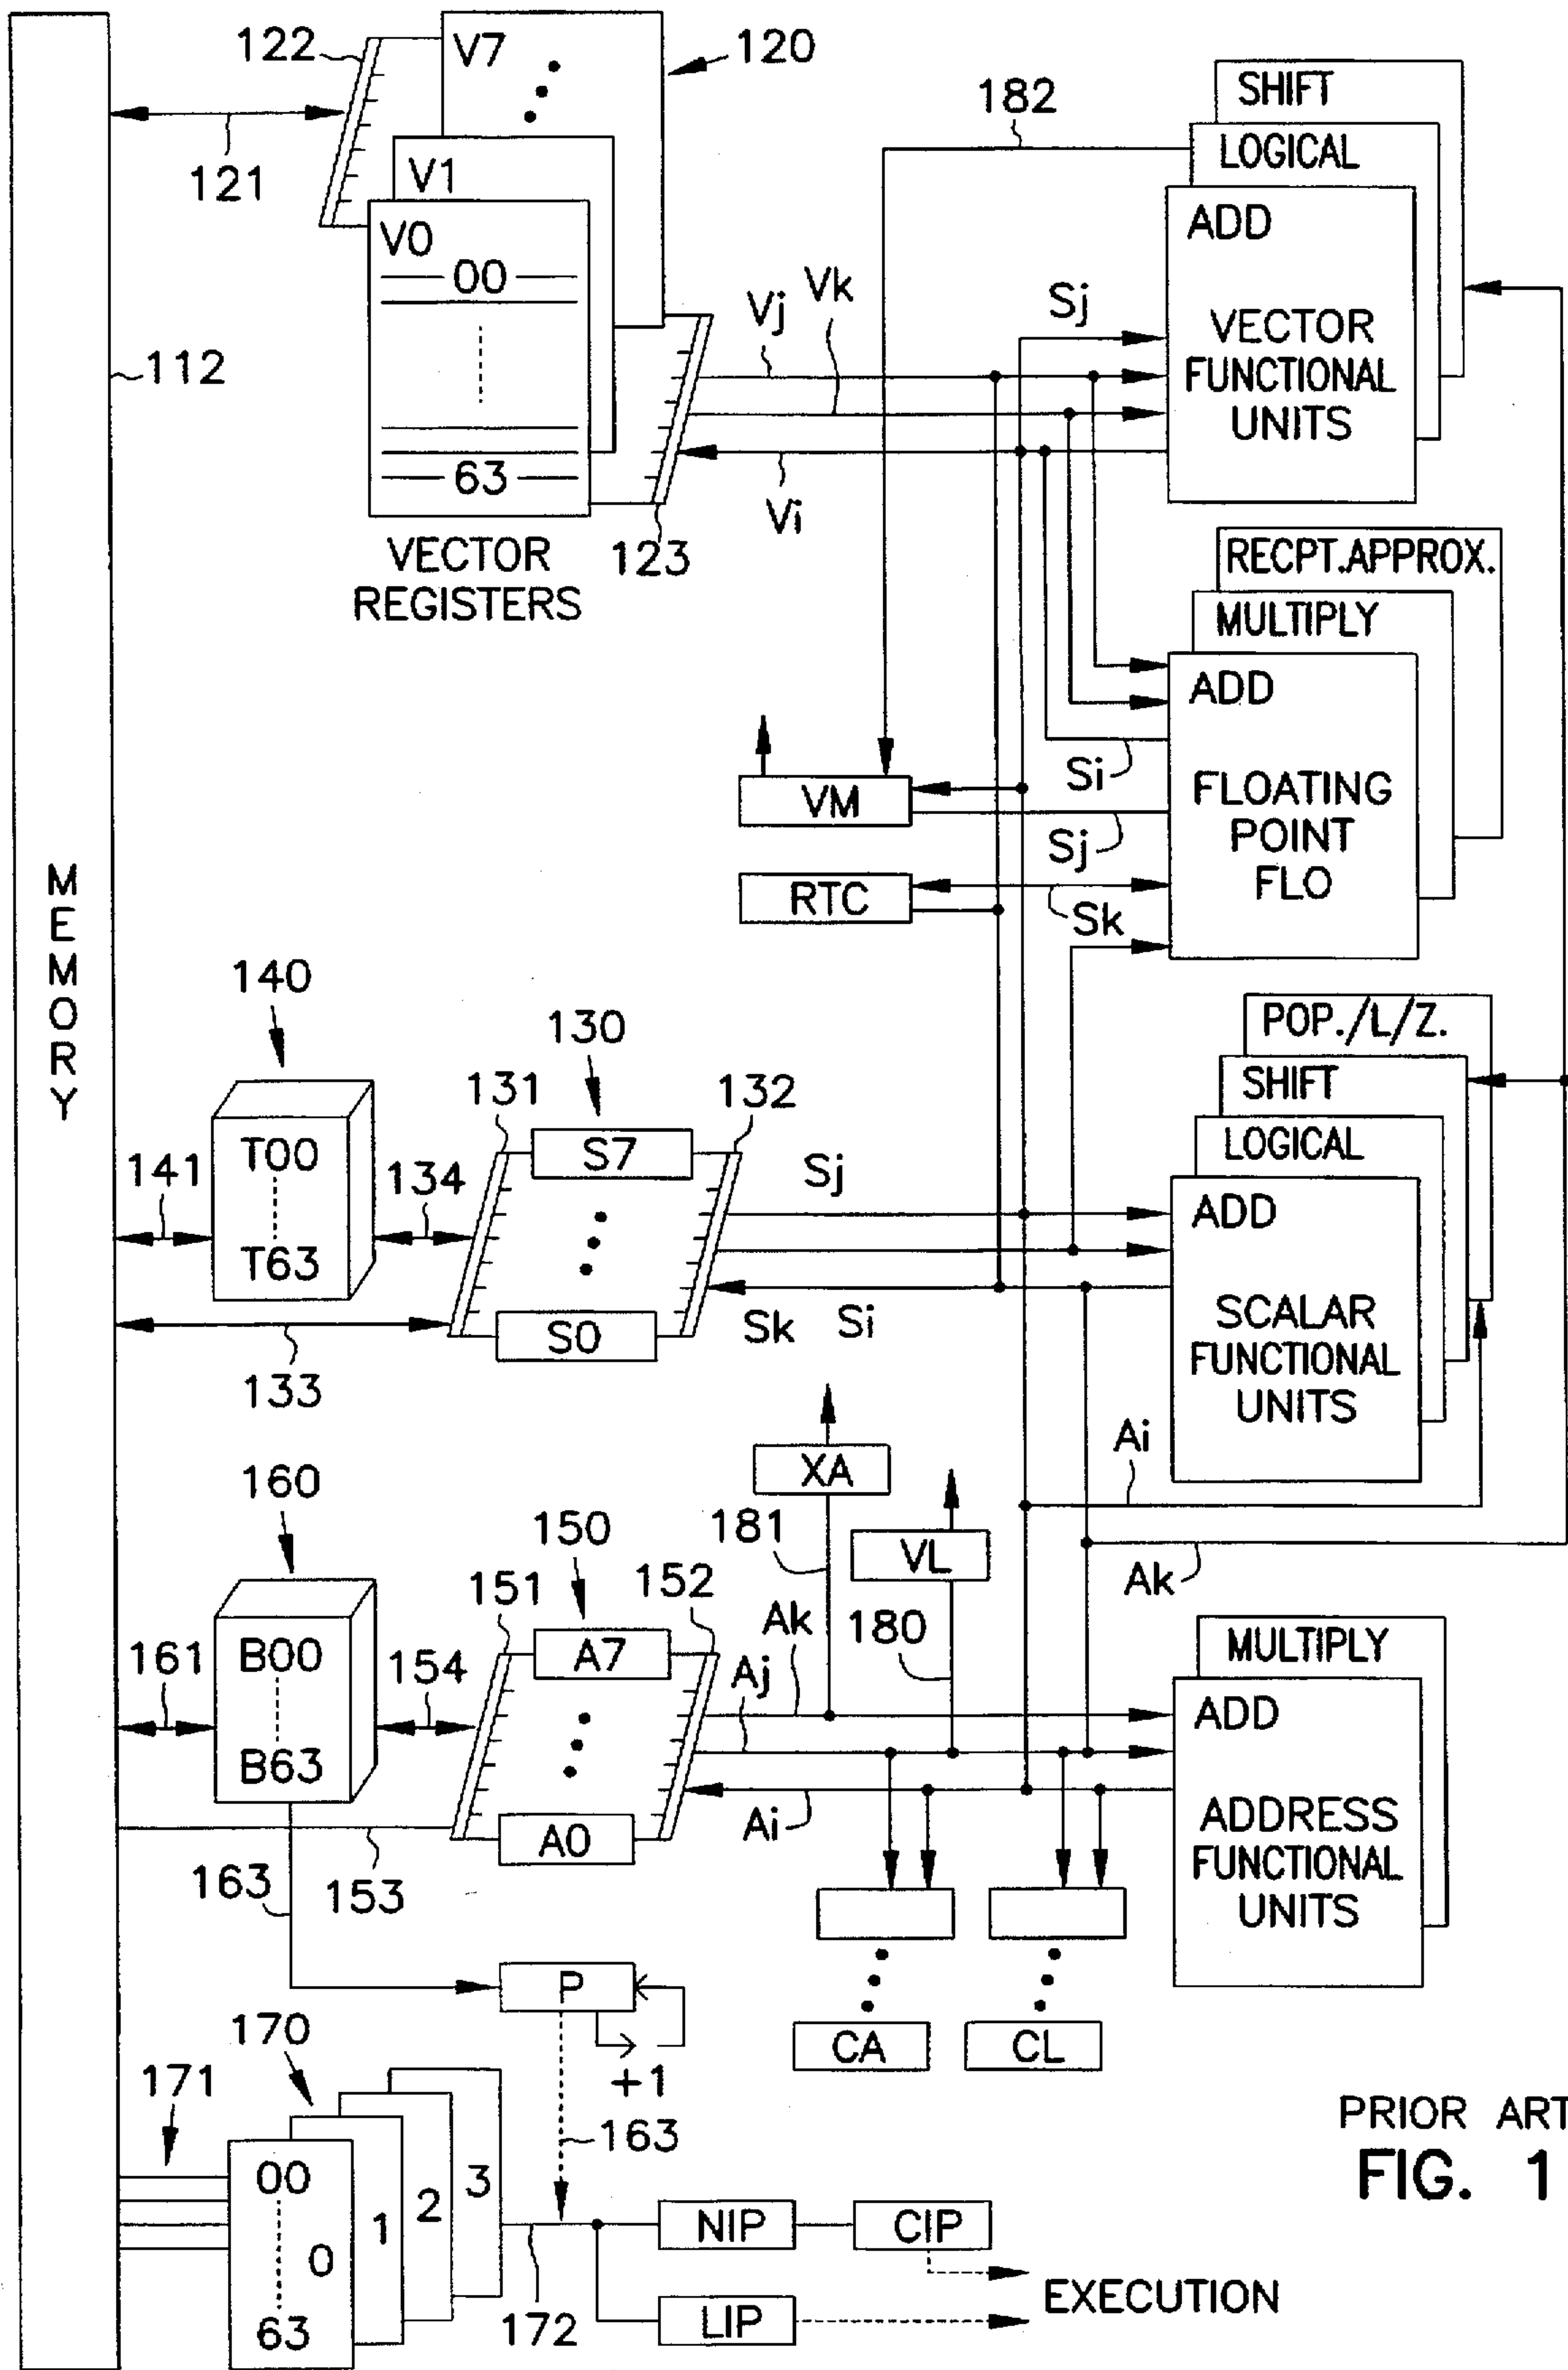 122
V7
120
121
V1
V0
00
63
VECTOR
REGISTERS
123
112
Vj
Vk
Vi
182
SHIFT
LOGICAL
ADD
Sj
VECTOR
FUNCTIONAL
UNITS
RECPT.APPROX.
MULTIPLY
ADD
Si
VM
Sj
FLOATING
POINT
FLO
RTC
Sk
MEMORY
140
T00
T63
141
134
131
130
132
S7
S0
133
Sj
Sk
Si
POP./L/Z.
SHIFT
LOGICAL
ADD
SCALAR
FUNCTIONAL
UNITS
Ai
XA
181
VL
180
Ak
160
B00
B63
161
154
151
150
152
A7
A0
Ak
Aj
Ai
MULTIPLY
ADD
ADDRESS
FUNCTIONAL
UNITS
163
153
P
+1
163
CA
CL
170
171
00
0
63
1
2
3
172
NIP
CIP
LIP
EXECUTION
PRIOR ART
FIG. 1